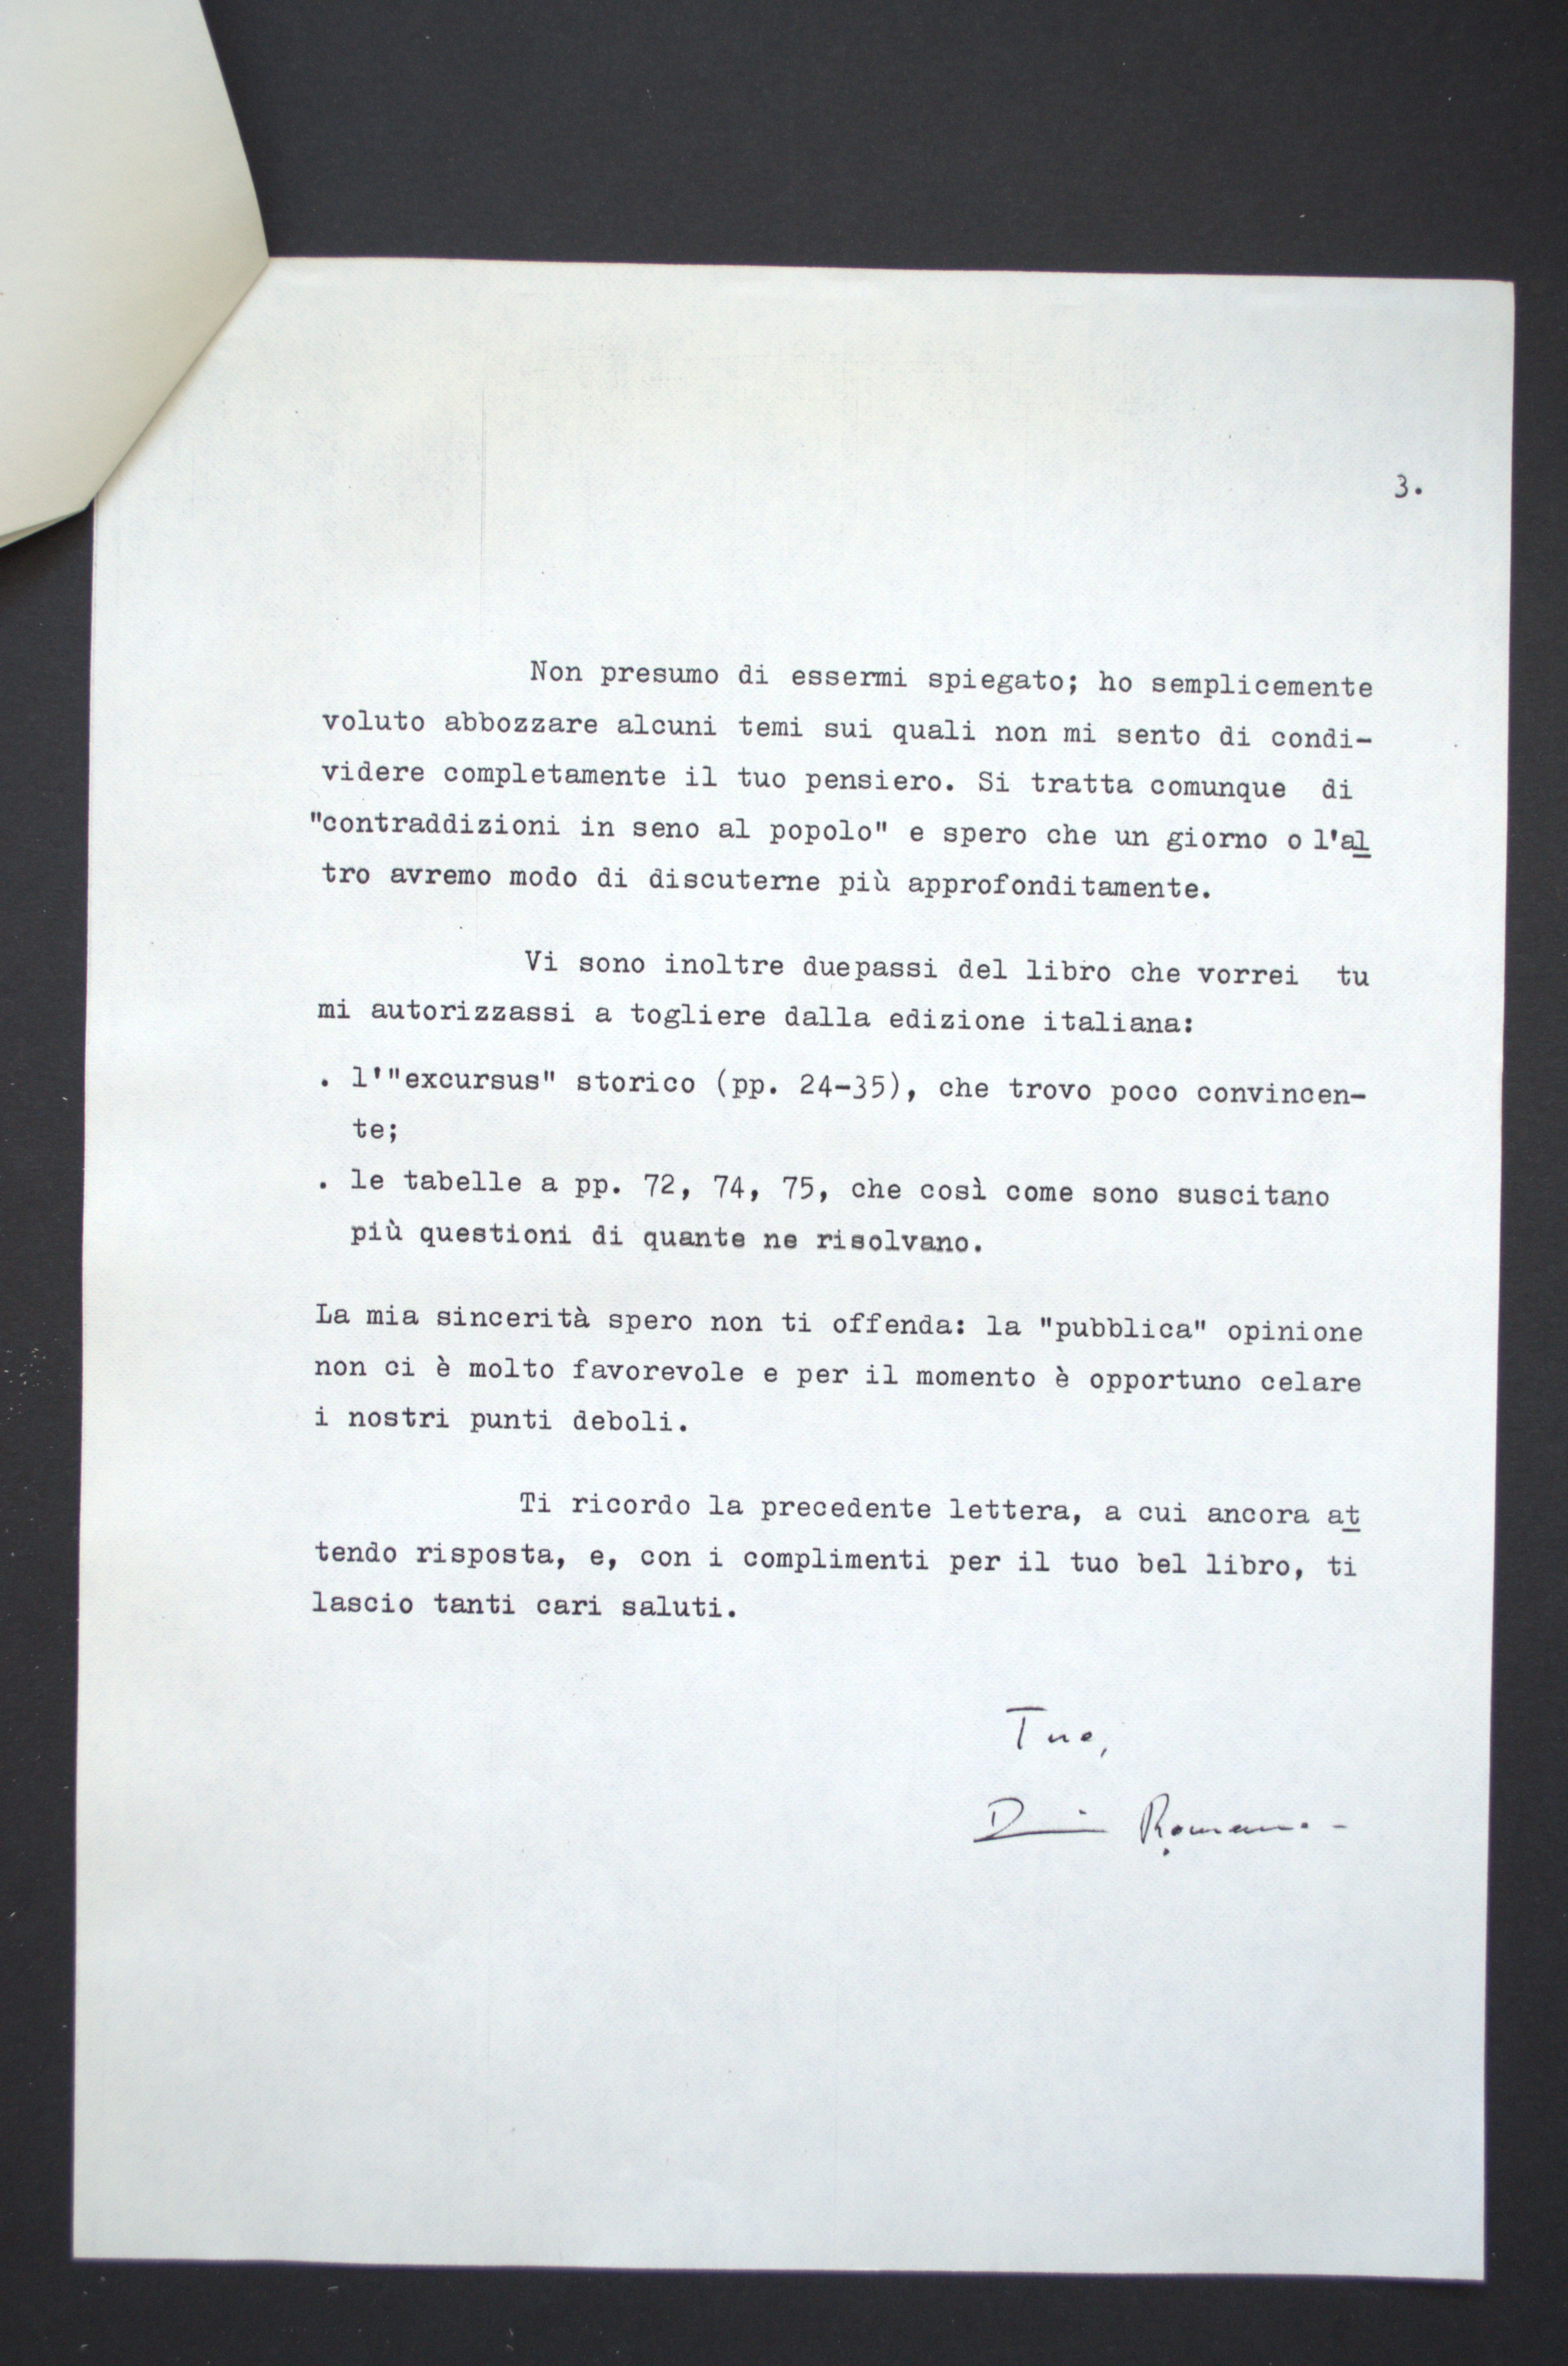 3.
Non presumo di essermi spiegato; ho semplicemente
voluto abbozzare alcuni temi sui quali non mi sento di condi-
videre completamente il tuo pensiero. Si tratta comunque di
"contraddizioni in seno al popolo" e spero che un giorno o l'al
tro avremo modo di discuterne più approfonditamente.
Vi sono inoltre duepassi del libro che vorrei tu
mi autorizzassi a togliere dalla edizione italiana:
. l'"excursus" storico (pp. 24-35), che trovo poco convincen-
te;
. le tabelle a pp. 72, 74, 75, che così come sono suscitano
più questioni di quante ne risolvano.
La mia sincerità spero non ti offenda: la "pubblica" opinione
non ci è molto favorevole e per il momento è opportuno celare
i nostri punti deboli.
Ti ricordo la precedente lettera, a cui ancora at
tendo risposta, e, con i complimenti per il tuo bel libro, ti
lascio tanti cari saluti.
Tuo,
Romano -